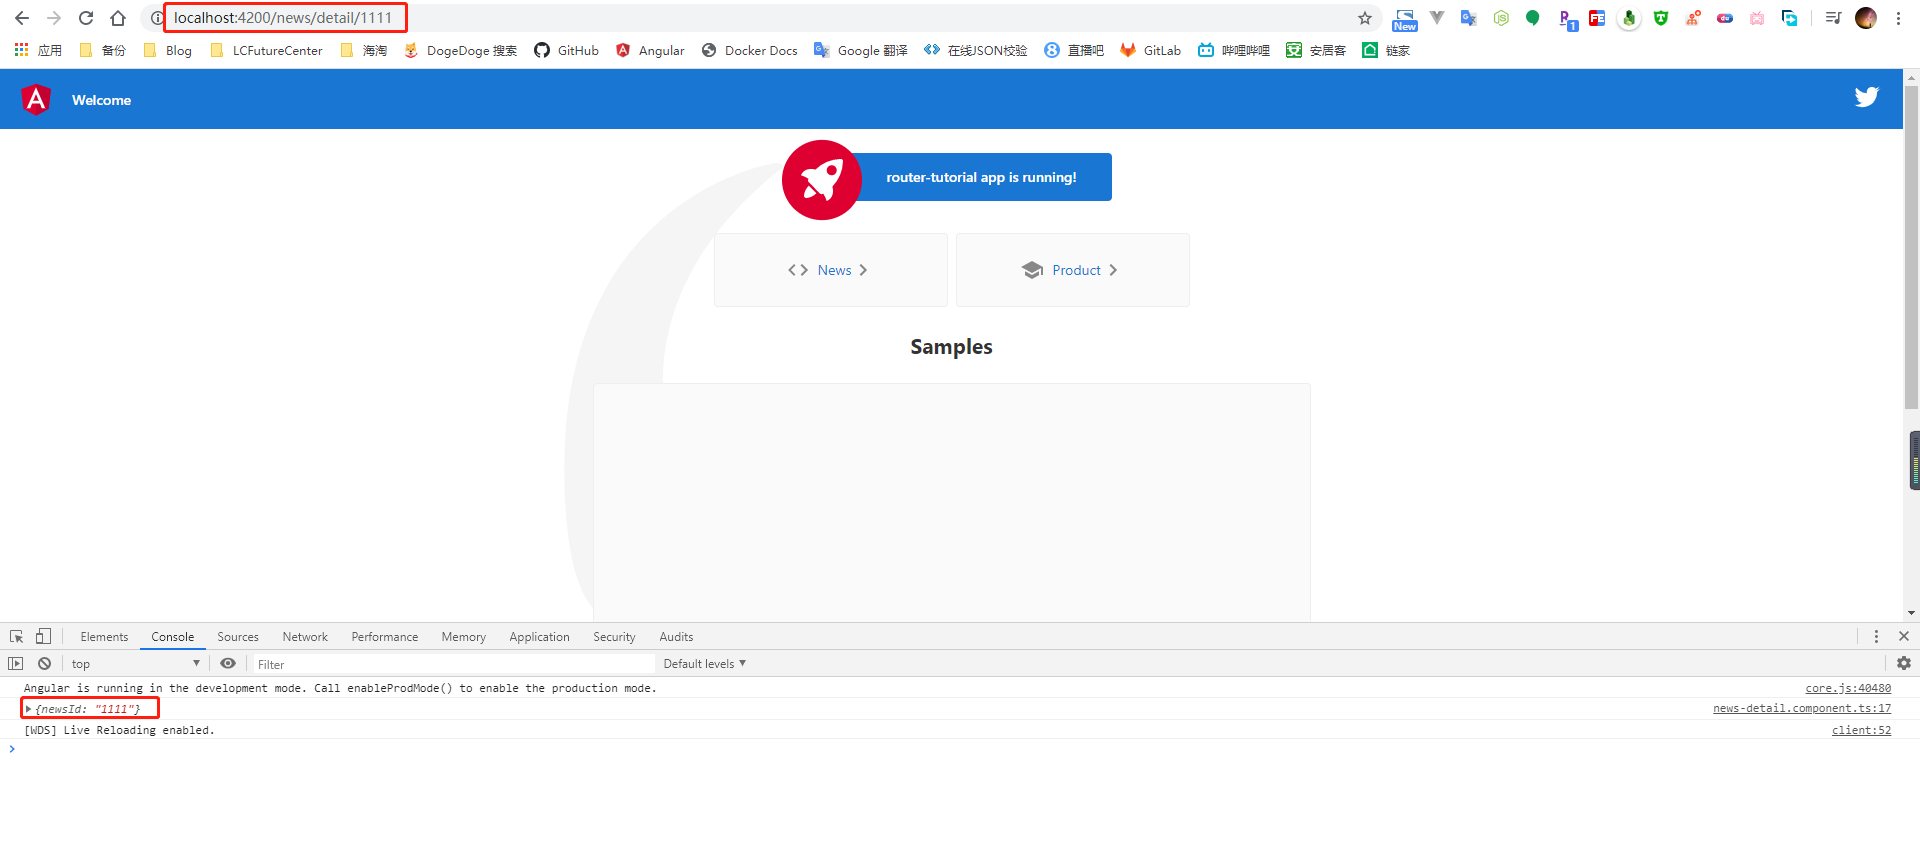 localhost:4200/news/detail/1111
New
1
应用 备份 Blog LCFutureCenter 海淘 DogeDoge 搜索 GitHub Angular Docker Docs Google 翻译 在线JSON校验 直播吧 GitLab 哔哩哔哩 安居客 链家
Welcome
router-tutorial app is running!
News Product
Samples
Elements Console Sources Network Performance Memory Application Security Audits
top Filter Default levels
Angular is running in the development mode. Call enableProdMode() to enable the production mode. core.js:40480
{newsId: "1111"} news-detail.component.ts:17
[WDS] Live Reloading enabled. client:52